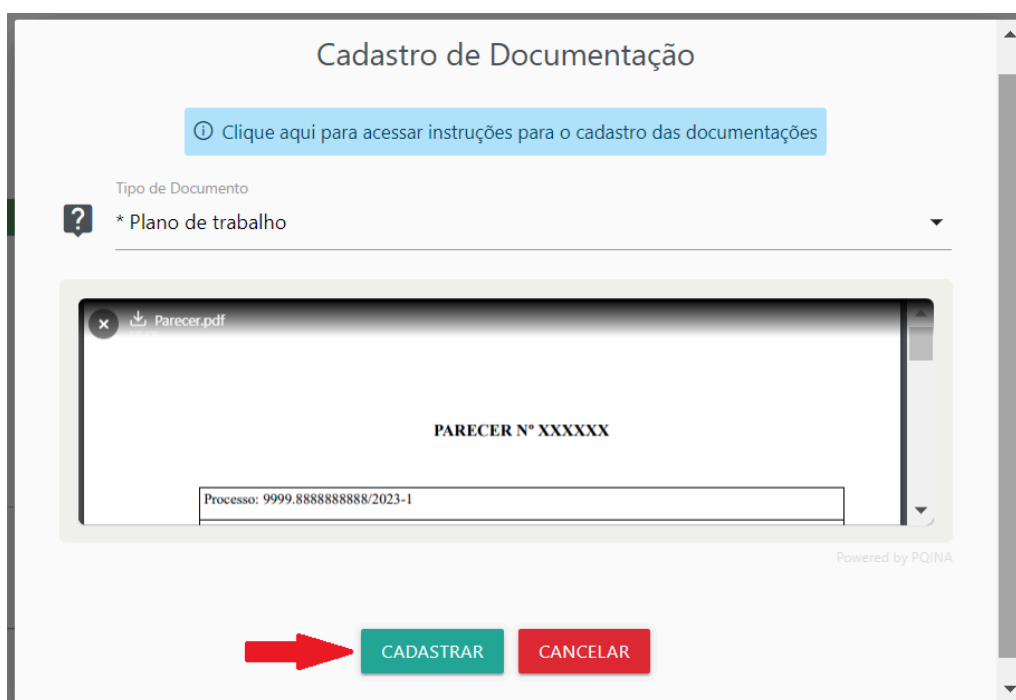 Cadastro de Documentação
Clique aqui para acessar instruções para o cadastro das documentações
Tipo de Documento
* Plano de trabalho
Parecer.pdf
PARECER Nº XXXXXX
Processo: 9999.8888888888/2023-1
Powered by PQINA
CADASTRAR
CANCELAR